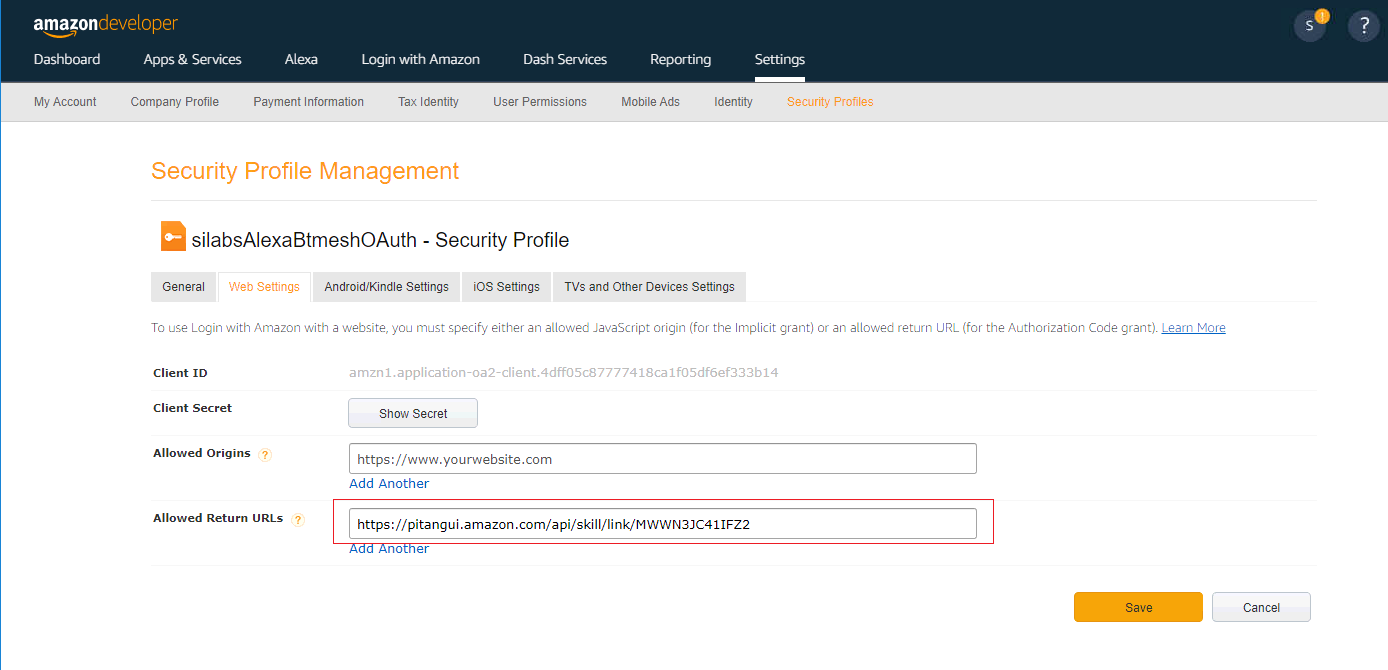 amazondeveloper
S
!
?
Dashboard Apps & Services Alexa Login with Amazon Dash Services Reporting Settings
My Account Company Profile Payment Information Tax Identity User Permissions Mobile Ads Identity Security Profiles
Security Profile Management
silabsAlexaBtmeshOAuth - Security Profile
General Web Settings Android/Kindle Settings iOS Settings TVs and Other Devices Settings
To use Login with Amazon with a website, you must specify either an allowed JavaScript origin (for the Implicit grant) or an allowed return URL (for the Authorization Code grant). Learn More
Client ID amzn1.application-oa2-client.4dff05c87777418ca1f05df6ef333b14
Client Secret Show Secret
Allowed Origins ? https://www.yourwebsite.com
Add Another
Allowed Return URLs ? https://pitangui.amazon.com/api/skill/link/MWWN3JC41IFZ2
Add Another
Save Cancel